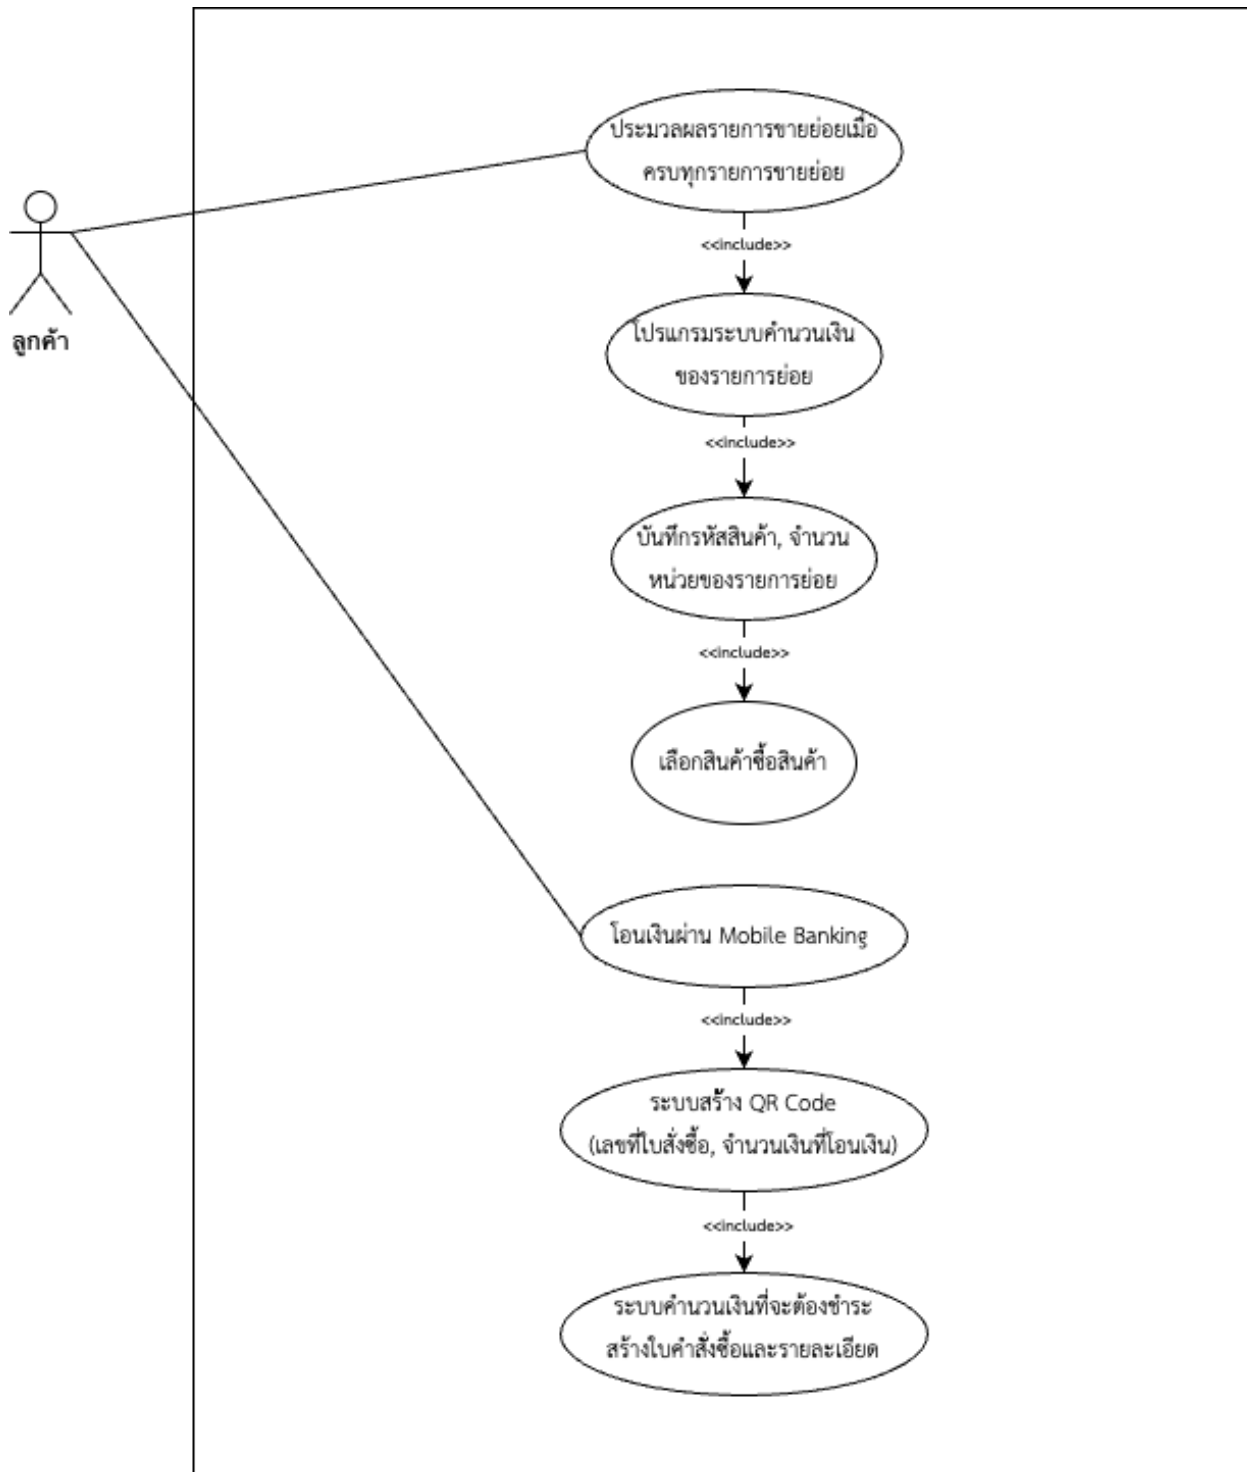 ประมวลผลรายการขายย่อยเมื่อ
ครบทุกรายการขายย่อย
<<include>>
โปรแกรมระบบคำนวนเงิน
ของรายการย่อย
ลูกค้า
<<include>>
บันทึกรหัสสินค้า, จำนวน
หน่วยของรายการย่อย
<<include>>
เลือกสินค้าซื้อสินค้า
โอนเงินผ่าน Mobile Banking
<<include>>
ระบบสร้าง QR Code
(เลขที่ใบสั่งซื้อ, จำนวนเงินที่โอนเงิน)
<<include>>
ระบบคำนวนเงินที่จะต้องชำระ
สร้างใบคำสั่งซื้อและรายละเอียด